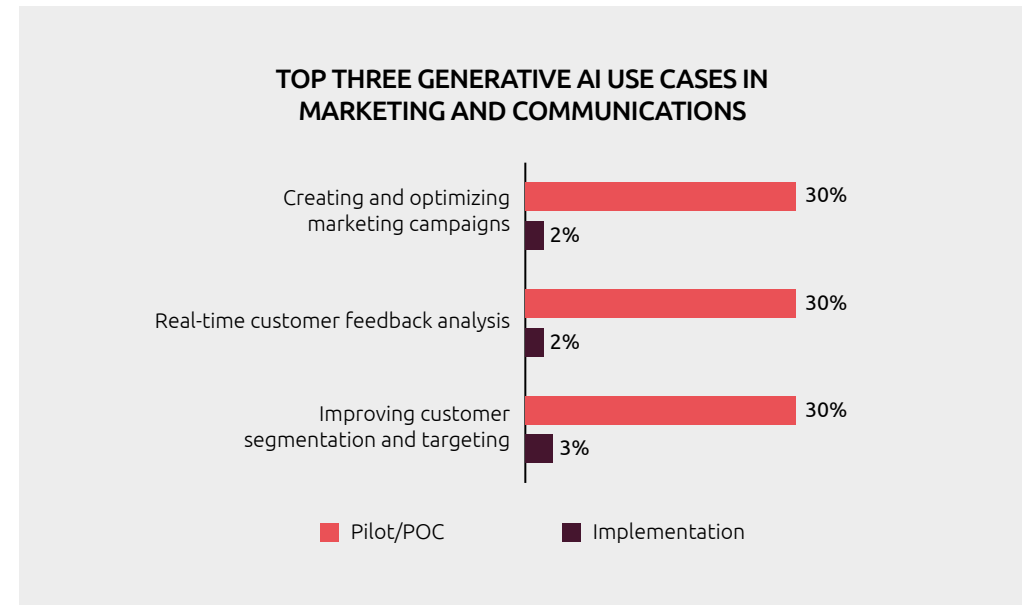 TOP THREE GENERATIVE AI USE CASES IN
MARKETING AND COMMUNICATIONS
Creating and optimizing
marketing campaigns
30%
2%
Real-time customer feedback analysis
30%
2%
Improving customer
segmentation and targeting
30%
3%
Pilot/POC
Implementation